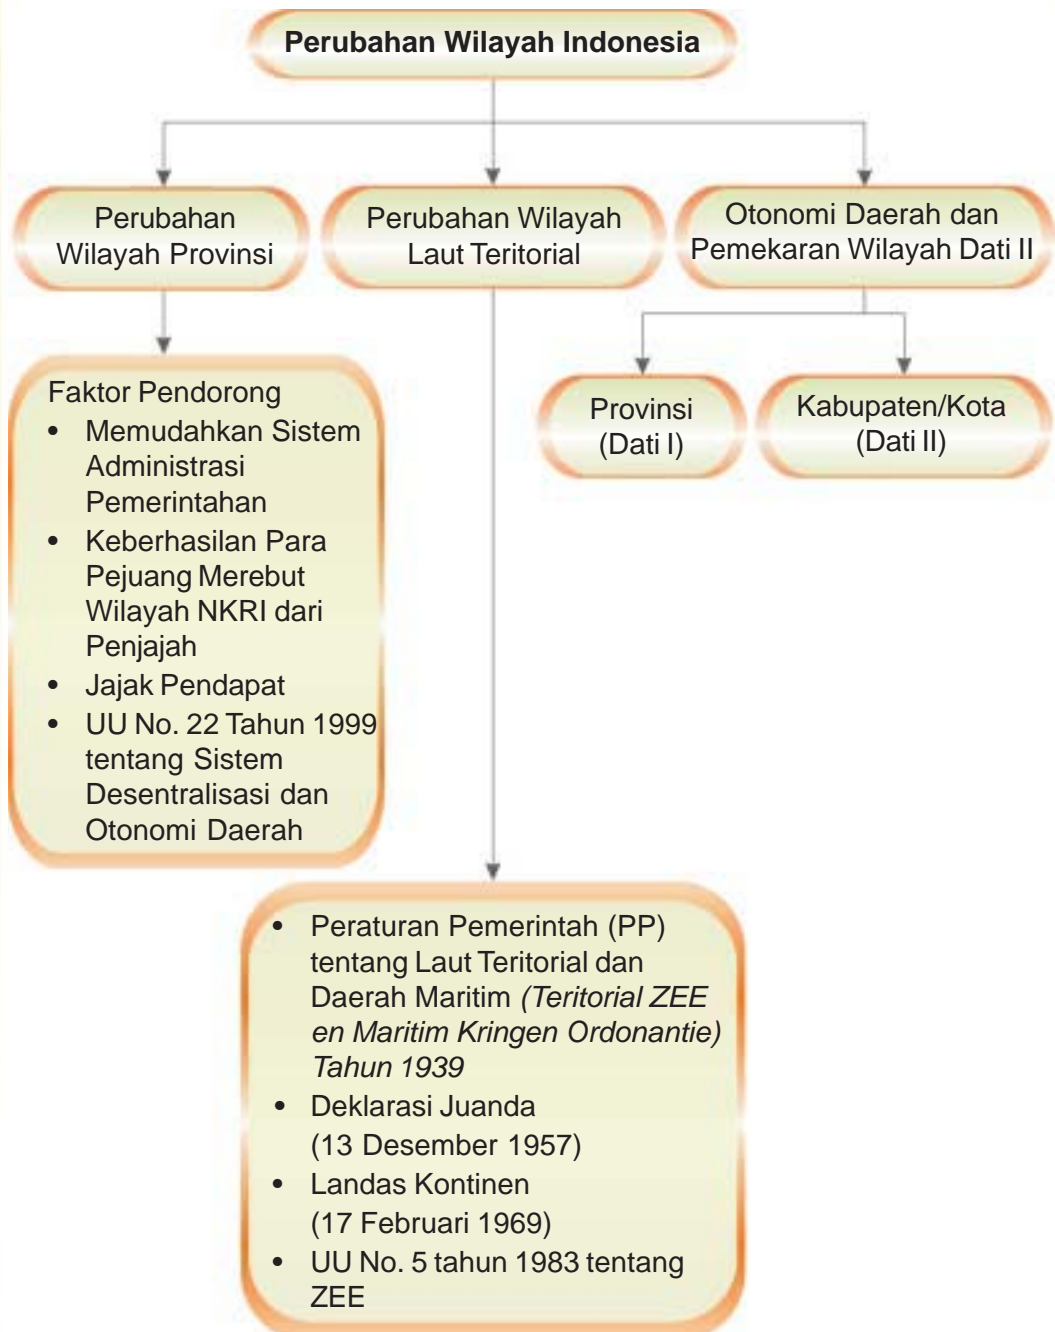 Perubahan Wilayah Indonesia
Perubahan
Wilayah Provinsi
Perubahan Wilayah
Laut Teritorial
Otonomi Daerah dan
Pemekaran Wilayah Dati II
Faktor Pendorong
• Memudahkan Sistem
Administrasi
Pemerintahan
• Keberhasilan Para
Pejuang Merebut
Wilayah NKRI dari
Penjajah
• Jajak Pendapat
• UU No. 22 Tahun 1999
tentang Sistem
Desentralisasi dan
Otonomi Daerah
Provinsi
(Dati I)
Kabupaten/Kota
(Dati II)
• Peraturan Pemerintah (PP)
tentang Laut Teritorial dan
Daerah Maritim (Teritorial ZEE
en Maritim Kringen Ordonantie)
Tahun 1939
• Deklarasi Juanda
(13 Desember 1957)
• Landas Kontinen
(17 Februari 1969)
• UU No. 5 tahun 1983 tentang
ZEE